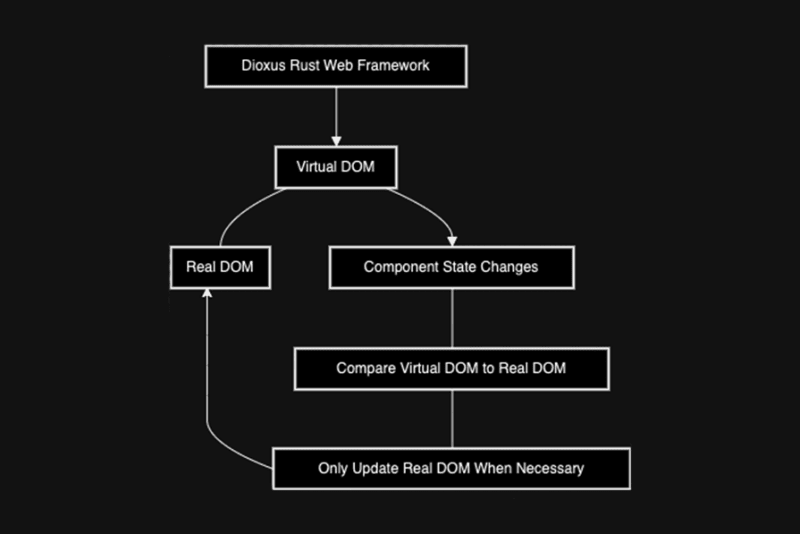 Dioxus Rust Web Framework
Virtual DOM
Real DOM
Component State Changes
Compare Virtual DOM to Real DOM
Only Update Real DOM When Necessary